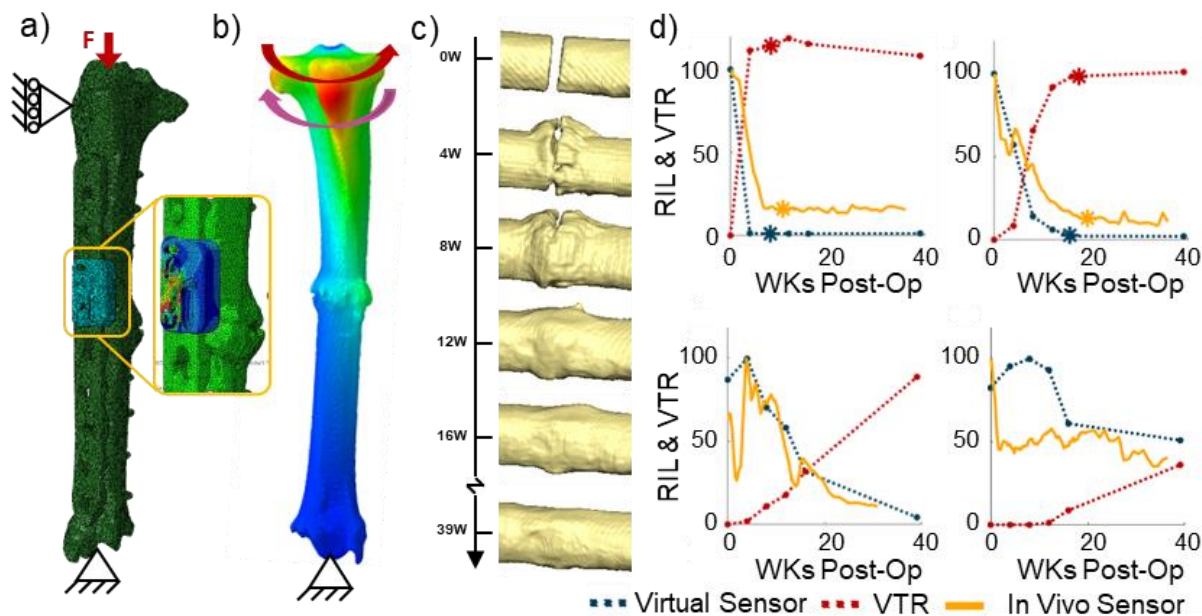 a)
F
b)
c)
0W
4W
8W
12W
16W
39W
d)
RIL & VTR
100
50
0
0
20
40
WKs Post-Op
100
50
0
0
20
40
WKs Post-Op
RIL & VTR
100
50
0
0
20
40
WKs Post-Op
100
50
0
0
20
40
WKs Post-Op
Virtual Sensor VTR In Vivo Sensor